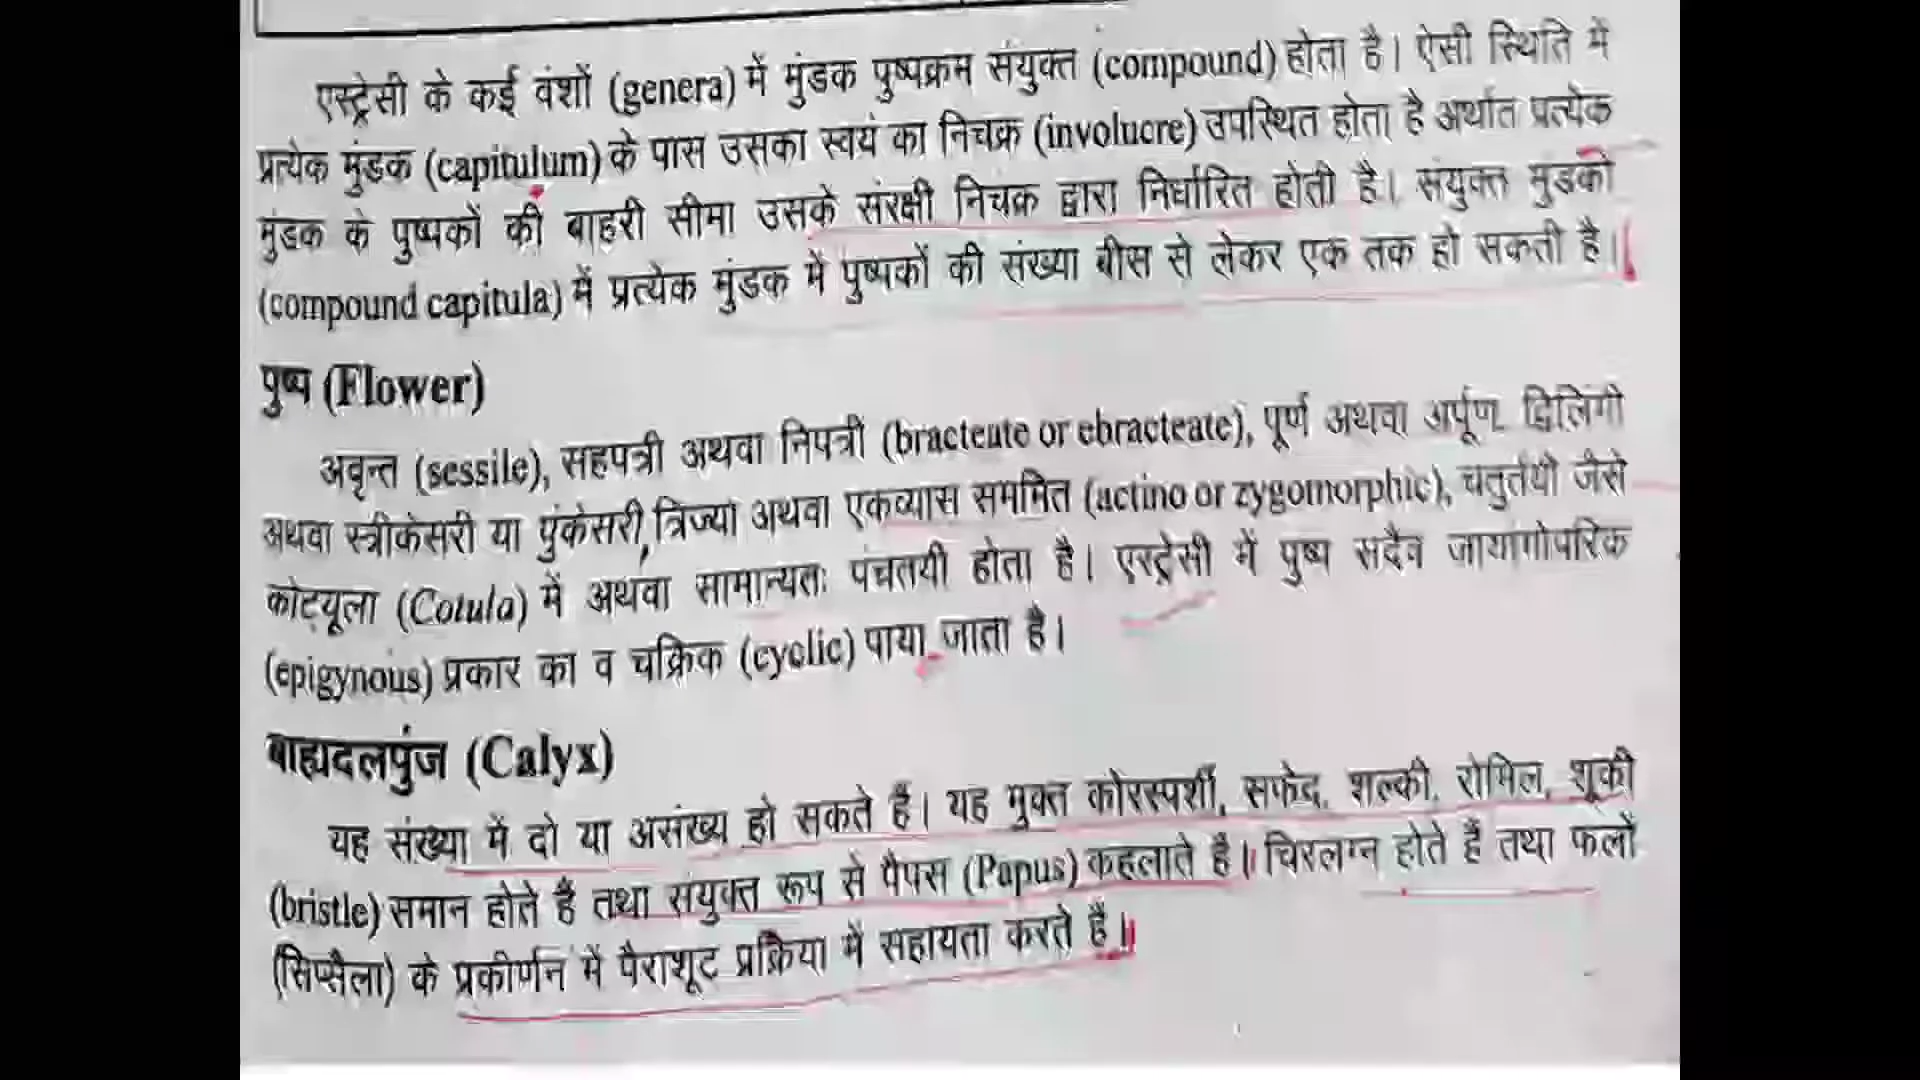 एस्ट्रेसी के कई वंशों (genera) में मुंडक पुष्पक्रम संयुक्त (compound) होता है। ऐसी स्थिति में
प्रत्येक मुंडक (capitulum) के पास उसका स्वयं का निचक्र (involucre) उपस्थित होता है अर्थात प्रत्येक
मुंडक के पुष्पकों की बाहरी सीमा उसके संरक्षी निचक्र द्वारा निर्धारित होती है। संयुक्त मुंडकों
(compound capitula) में प्रत्येक मुंडक में पुष्पकों की संख्या बीस से लेकर एक तक हो सकती है।
पुष्प (Flower)
अवृन्त (sessile), सहपत्री अथवा निपत्री (bracteate or ebracteate), पूर्ण अथवा अर्पूण, द्विलिंगी
अथवा स्त्रीकेसरी या पुंकेसरी, त्रिज्या अथवा एकव्यास सममित (actino or zygomorphic), चतुर्तयी जैसे
कोट्यूला (Cotula) में अथवा सामान्यतः पंचतयी होता है। एस्ट्रेसी में पुष्प सदैव जायांगोपरिक
(epigynous) प्रकार का व चक्रिक (cyclic) पाया जाता है।
बाह्यदलपुंज (Calyx)
यह संख्या में दो या असंख्य हो सकते हैं। यह मुक्त कोरस्पर्शी, सफेद, शल्की, रोमिल, शूकी
(bristle) समान होते हैं तथा संयुक्त रूप से पैपस (Papus) कहलाते है। चिरलग्न होते हैं तथा फलों
(सिप्सैला) के प्रकीर्णन में पैराशूट प्रक्रिया में सहायता करते हैं।